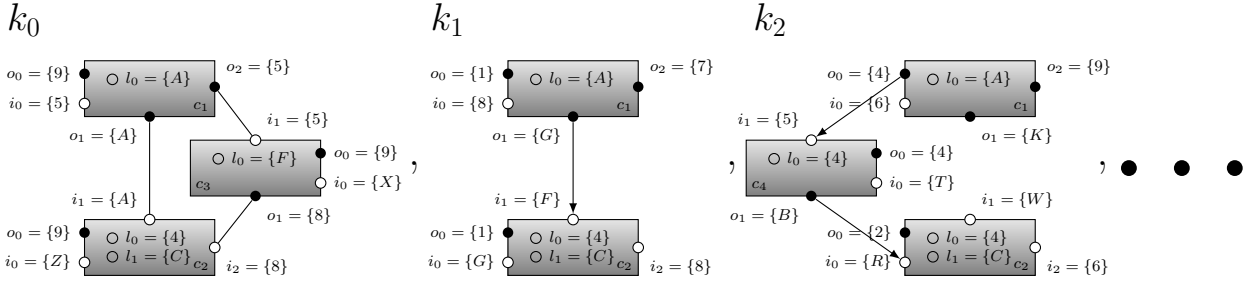 k₀
o₀ = {9}
l₀ = {A}
o₂ = {5}
i₀ = {5}
c₁
o₁ = {A}
i₁ = {5}
l₀ = {F}
o₀ = {9}
c₃
i₀ = {X}
i₁ = {A}
o₁ = {8}
o₀ = {9}
l₀ = {4}
i₀ = {Z}
l₁ = {C}
c₂
i₂ = {8}
,
k₁
o₀ = {1}
l₀ = {A}
o₂ = {7}
i₀ = {8}
c₁
o₁ = {G}
i₁ = {F}
o₀ = {1}
l₀ = {4}
i₀ = {G}
l₁ = {C}
c₂
i₂ = {8}
,
k₂
o₀ = {4}
l₀ = {A}
o₂ = {9}
i₀ = {6}
c₁
o₁ = {K}
i₁ = {5}
l₀ = {4}
o₀ = {4}
c₄
i₀ = {T}
o₁ = {B}
i₁ = {W}
o₀ = {2}
l₀ = {4}
i₀ = {R}
l₁ = {C}
c₂
i₂ = {6}
, • • •